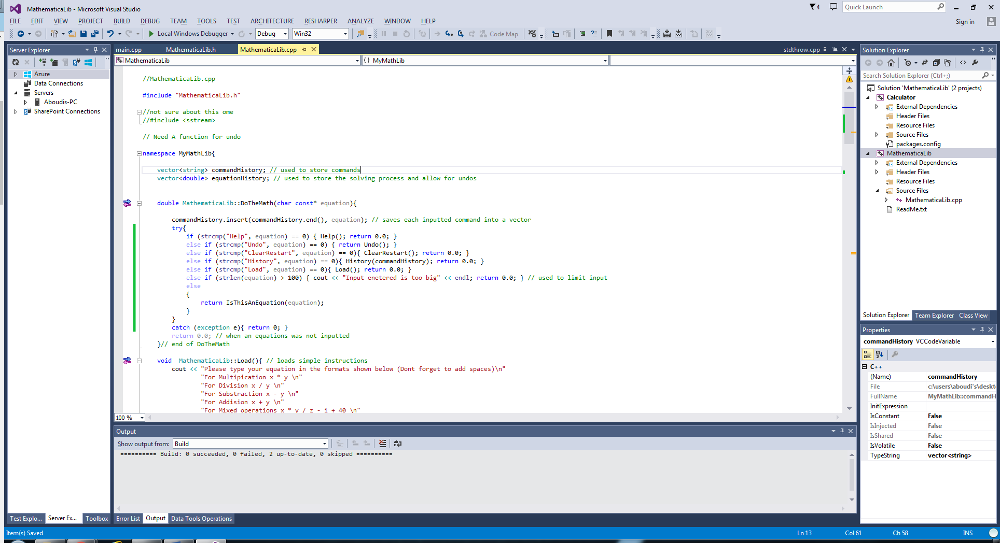 MathematicaLib - Microsoft Visual Studio
4
Quick Launch
FILE EDIT VIEW PROJECT BUILD DEBUG TEAM TOOLS TEST ARCHITECTURE RESHARPER ANALYZE WINDOW HELP
Sign in
Local Windows Debugger Debug Win32 Code Map
Server Explorer
Azure
Data Connections
Servers
Aboudis-PC
SharePoint Connections
main.cpp MathematicaLib.h MathematicaLib.cpp stdthrow.cpp
MathematicaLib {} MyMathLib
//MathematicaLib.cpp
#include "MathematicaLib.h"
//not sure about this ome
//#include <sstream>
// Need A function for undo
namespace MyMathLib{
vector<string> commandHistory; // used to store commands
vector<double> equationHistory; // used to store the solving process and allow for undos
double MathematicaLib::DoTheMath(char const* equation){
commandHistory.insert(commandHistory.end(), equation); // saves each inputted command into a vector
try{
if (strcmp("Help", equation) == 0) { Help(); return 0.0; }
else if (strcmp("Undo", equation) == 0) { return Undo(); }
else if (strcmp("ClearRestart", equation) == 0){ ClearRestart(); return 0.0; }
else if (strcmp("History", equation) == 0){ History(commandHistory); return 0.0; }
else if (strcmp("Load", equation) == 0){ Load(); return 0.0; }
else if (strlen(equation) > 100) { cout << "Input enetered is too big" << endl; return 0.0; } // used to limit input
else
{
return IsThisAnEquation(equation);
}
}
catch (exception e){ return 0; }
return 0.0; // when an equations was not inputted
}// end of DoTheMath
void MathematicaLib::Load(){ // loads simple instructions
cout << "Please type your equation in the formats shown below (Dont forget to add spaces)\n"
"For Multipication x * y \n"
"For Division x / y \n"
"For Substraction x - y \n"
"For Addision x + y \n"
"For Mixed operations x * y / z - i + 40 \n"
100 %
Output
Show output from: Build
========== Build: 0 succeeded, 0 failed, 2 up-to-date, 0 skipped ==========
Test Explo... Server Ex... Toolbox
Error List Output Data Tools Operations
Solution Explorer
Search Solution Explorer (Ctrl+;)
Solution 'MathematicaLib' (2 projects)
Calculator
External Dependencies
Header Files
Resource Files
Source Files
packages.config
MathematicaLib
External Dependencies
Header Files
Resource Files
Source Files
MathematicaLib.cpp
ReadMe.txt
Solution Explorer Team Explorer Class View
Properties
commandHistory VCCodeVariable
C++
(Name) commandHistory
File c:\users\aboudi's\deskt
FullName MyMathLib::commandH
InitExpression
IsConstant False
IsInjected False
IsShared False
IsVolatile False
TypeString vector<string>
Item(s) Saved
Ln 13 Col 61 Ch 58 INS